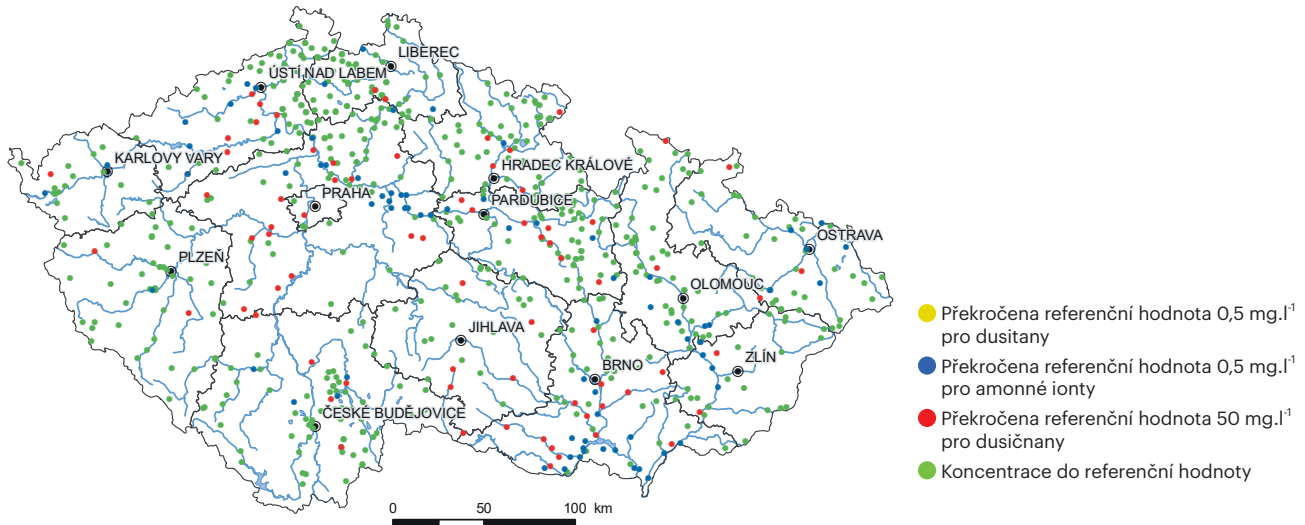 LIBEREC
ÚSTÍ NAD LABEM
KARLOVY VARY
HRADEC KRÁLOVÉ
PRAHA
PARDUBICE
OSTRAVA
PLZEŇ
OLOMOUC
JIHLAVA
BRNO
ZLÍN
ČESKÉ BUDĚJOVICE
0 50 100 km
Překročena referenční hodnota 0,5 mg.l⁻¹
pro dusitany
Překročena referenční hodnota 0,5 mg.l⁻¹
pro amonné ionty
Překročena referenční hodnota 50 mg.l⁻¹
pro dusičnany
Koncentrace do referenční hodnoty